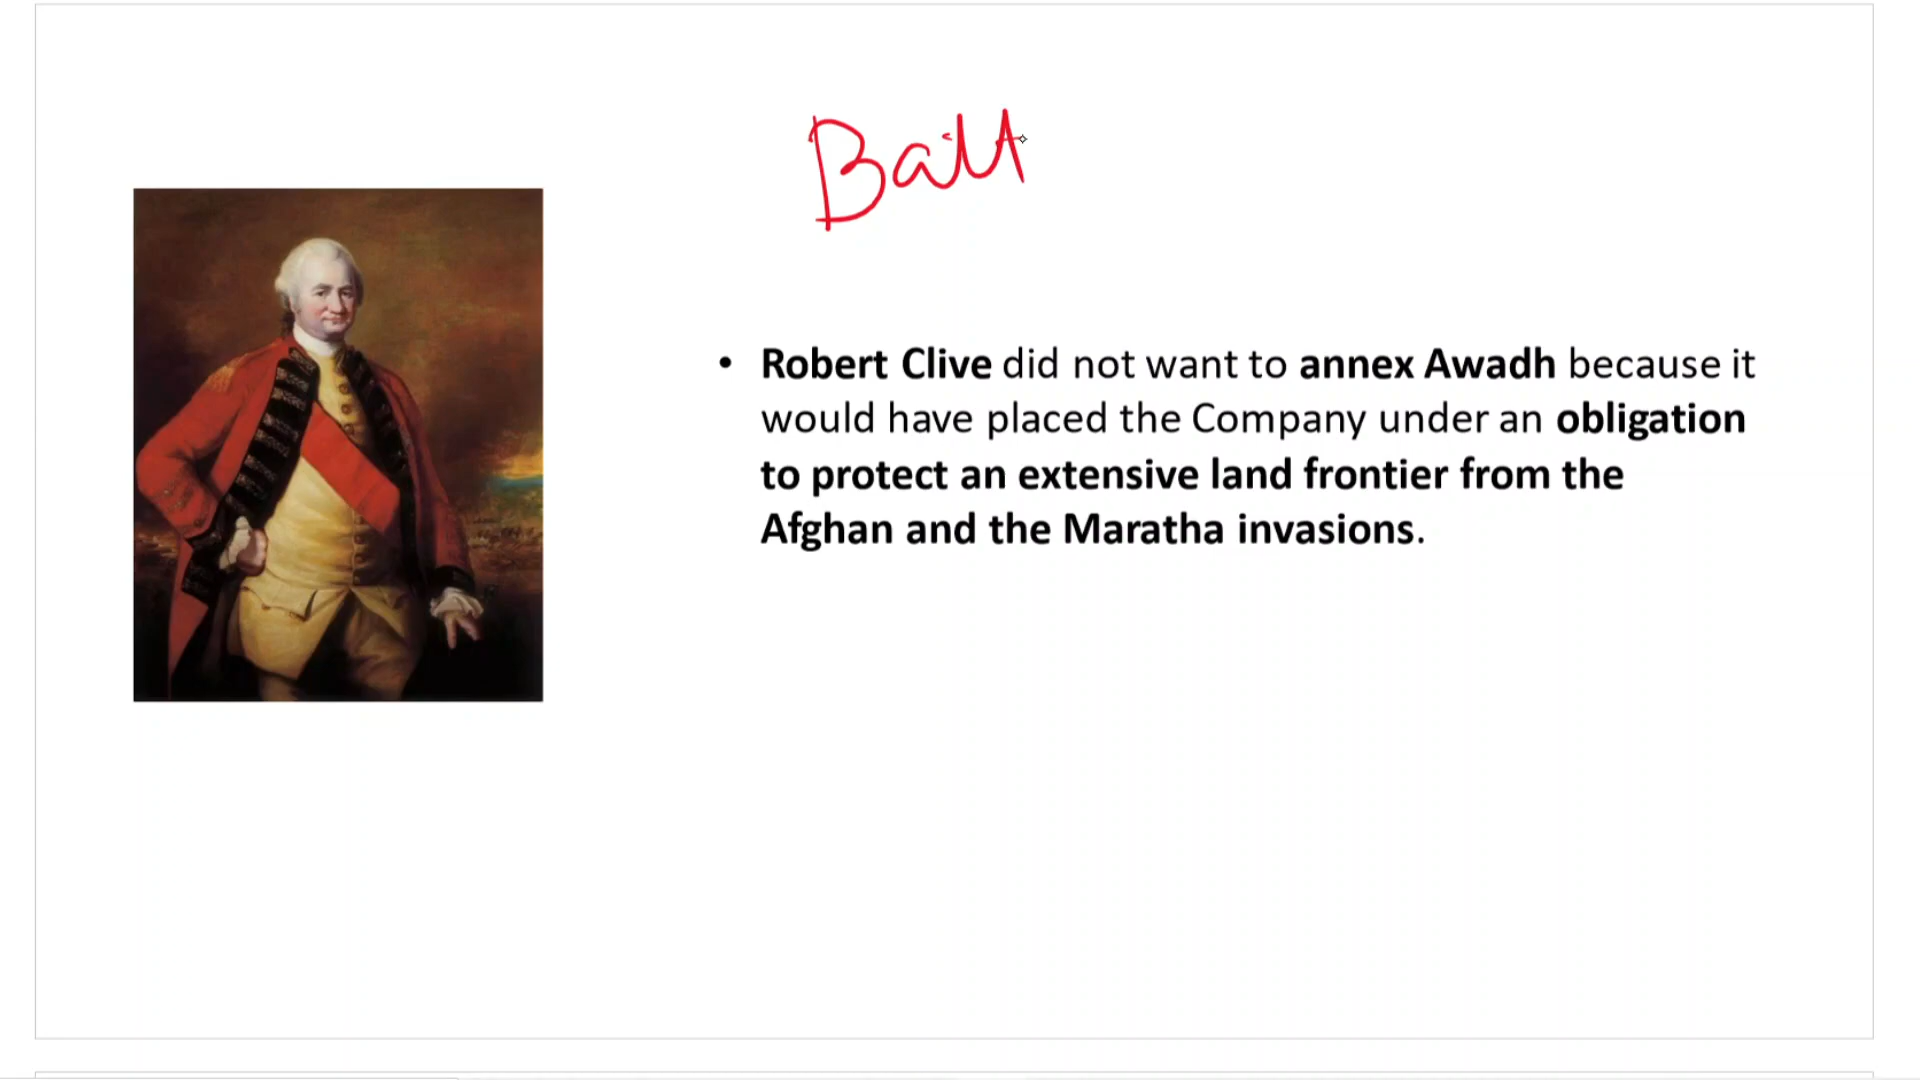 Batt
• Robert Clive did not want to annex Awadh because it
would have placed the Company under an obligation
to protect an extensive land frontier from the
Afghan and the Maratha invasions.